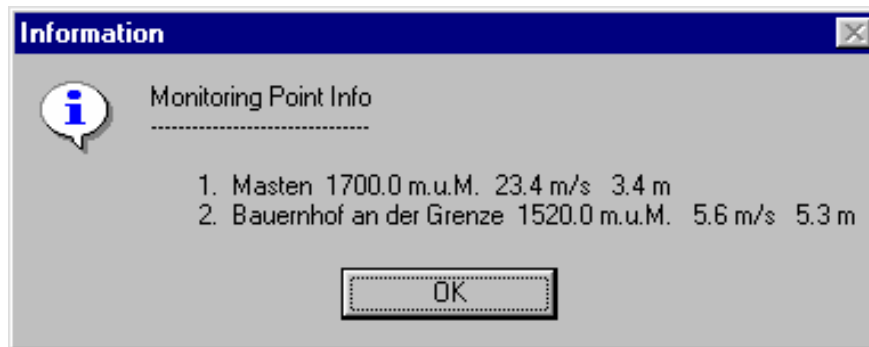 Information
Monitoring Point Info
--------------------------------
1. Masten 1700.0 m.u.M. 23.4 m/s 3.4 m
2. Bauernhof an der Grenze 1520.0 m.u.M. 5.6 m/s 5.3 m
OK